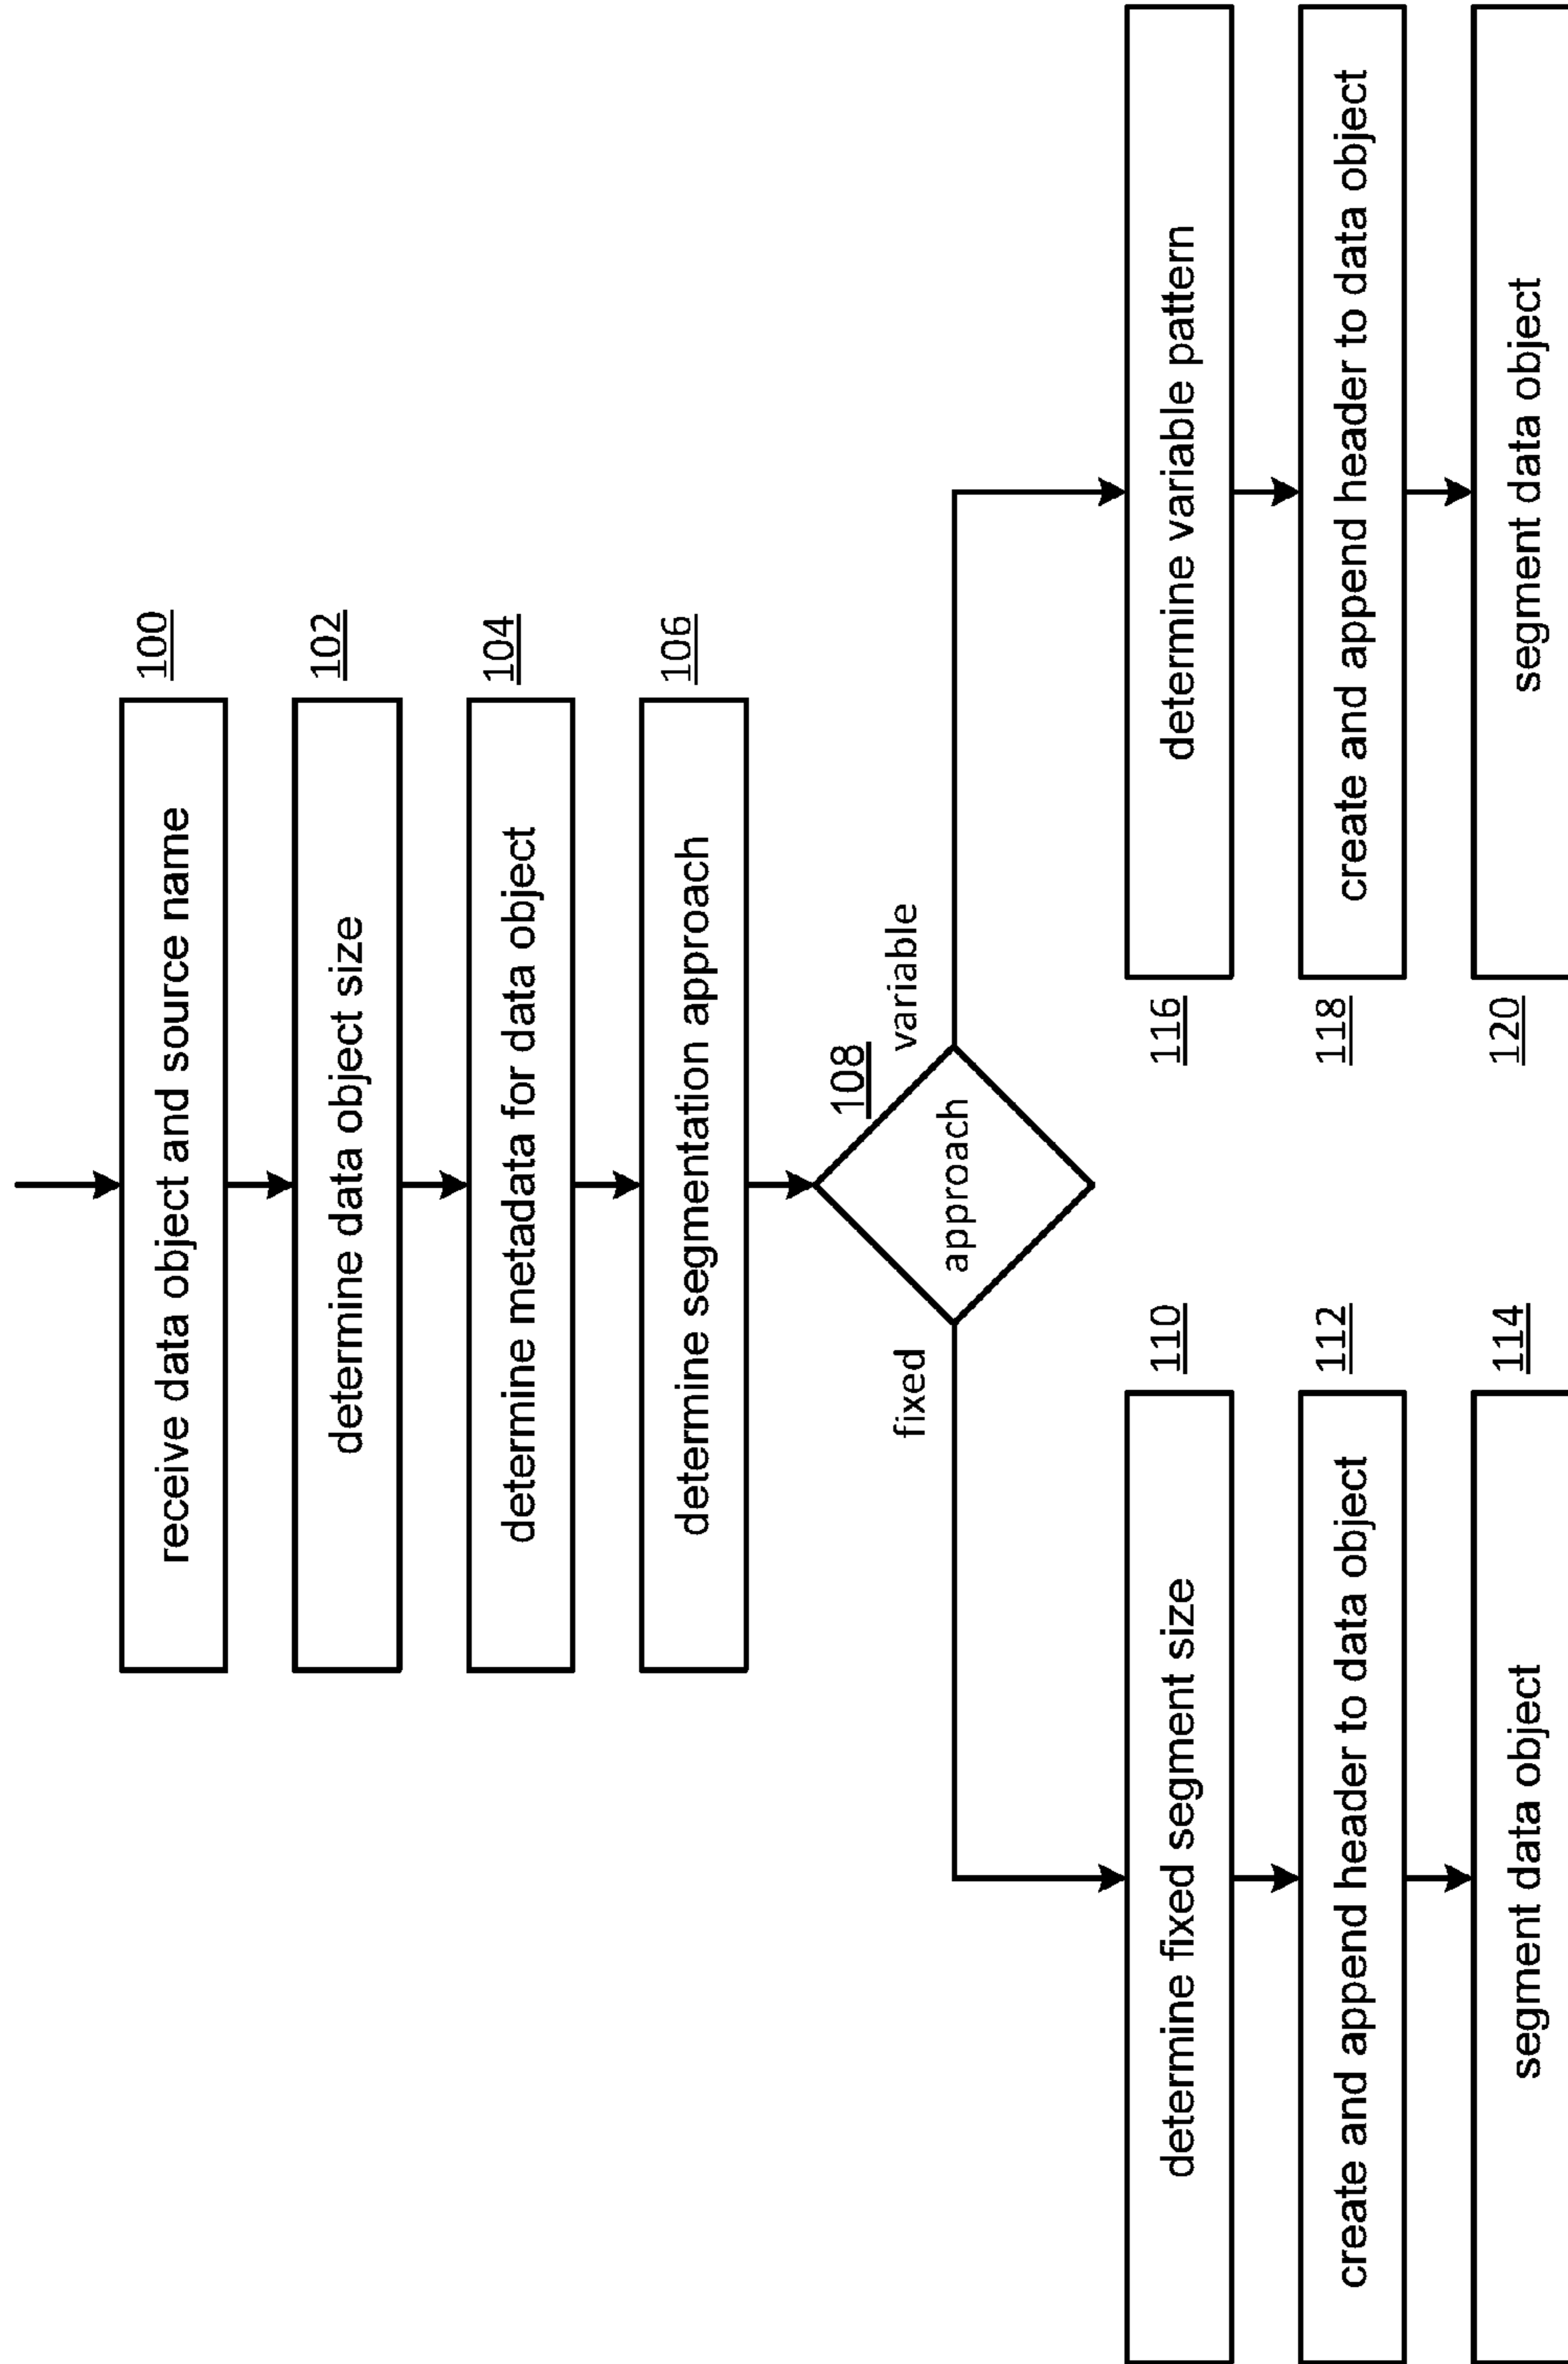 receive data object and source name
100
determine data object size
102
determine metadata for data object
104
determine segmentation approach
106
108
approach
fixed
variable
determine fixed segment size
110
create and append header to data object
112
segment data object
114
116
determine variable pattern
118
create and append header to data object
120
segment data object